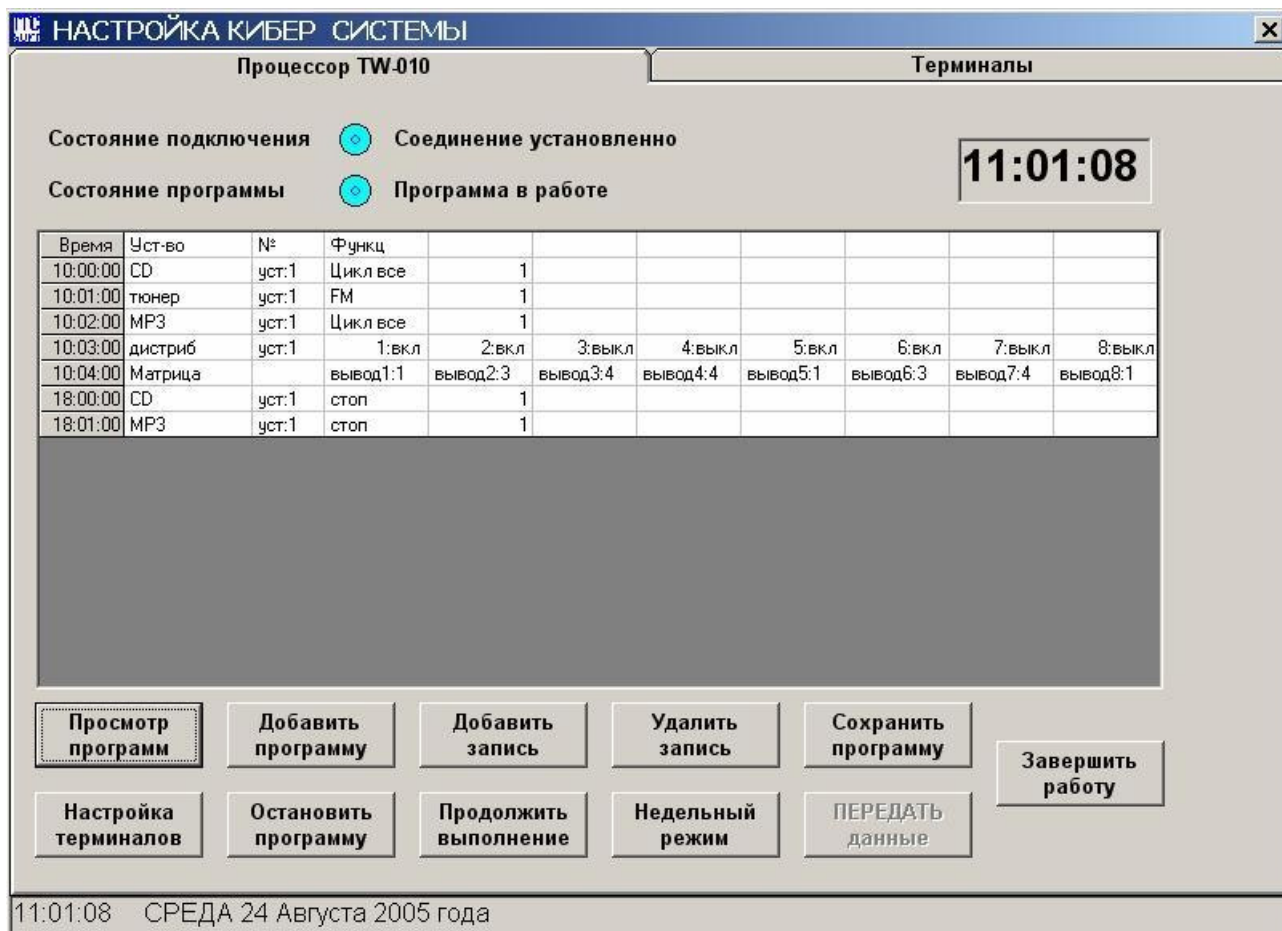 НАСТРОЙКА КИБЕР СИСТЕМЫ
Процессор TW-010 Терминалы
Состояние подключения Соединение установленно
11:01:08
Состояние программы Программа в работе
Время Уст-во № Функц
10:00:00 CD уст:1 Цикл все 1
10:01:00 тюнер уст:1 FM 1
10:02:00 MP3 уст:1 Цикл все 1
10:03:00 дистриб уст:1 1:вкл 2:вкл 3:выкл 4:выкл 5:вкл 6:вкл 7:выкл 8:выкл
10:04:00 Матрица вывод1:1 вывод2:3 вывод3:4 вывод4:4 вывод5:1 вывод6:3 вывод7:4 вывод8:1
18:00:00 CD уст:1 стоп 1
18:01:00 MP3 уст:1 стоп 1
Просмотр
программ
Добавить
программу
Добавить
запись
Удалить
запись
Сохранить
программу
Завершить
работу
Настройка
терминалов
Остановить
программу
Продолжить
выполнение
Недельный
режим
ПЕРЕДАТЬ
данные
11:01:08 СРЕДА 24 Августа 2005 года